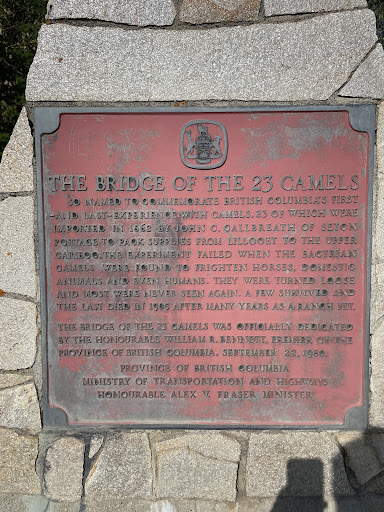 THE BRIDGE OF THE 23 CAMELS
SO NAMED TO COMMEMORATE BRITISH COLUMBIA'S FIRST
-AND LAST-EXPERIENCE WITH CAMELS, 23 OF WHICH WERE
IMPORTED IN 1862 BY JOHN C. GALBREATH OF SETON
PORTAGE TO PACK SUPPLIES FROM LILLOOET TO THE UPPER
CARIBOO. THE EXPERIMENT FAILED WHEN THE BACTRIAN
CAMELS WERE FOUND TO FRIGHTEN HORSES, DOMESTIC
ANIMALS AND EVEN HUMANS. THEY WERE TURNED LOOSE
AND MOST WERE NEVER SEEN AGAIN. A FEW SURVIVED AND
THE LAST DIED IN 1905 AFTER MANY YEARS AS A RANCH PET.
THE BRIDGE OF THE 23 CAMELS WAS OFFICIALLY DEDICATED
BY THE HONOURABLE WILLIAM R. BENNETT, PREMIER OF THE
PROVINCE OF BRITISH COLUMBIA, SEPTEMBER 22, 1980.
PROVINCE OF BRITISH COLUMBIA
MINISTRY OF TRANSPORTATION AND HIGHWAYS
HONOURABLE ALEX V. FRASER MINISTER